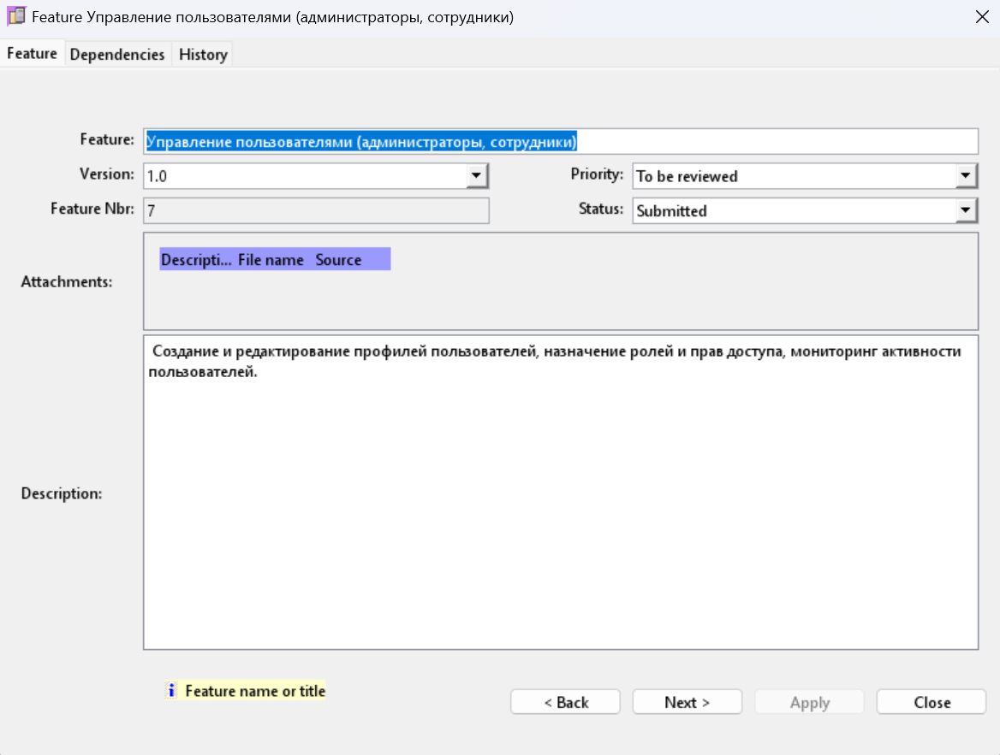 Feature Управление пользователями (администраторы, сотрудники)
Feature Dependencies History
Feature: Управление пользователями (администраторы, сотрудники)
Version: 1.0 Priority: To be reviewed
Feature Nbr: 7 Status: Submitted
Descripti... File name Source
Attachments:
Создание и редактирование профилей пользователей, назначение ролей и прав доступа, мониторинг активности
пользователей.
Description:
Feature name or title
< Back Next > Apply Close